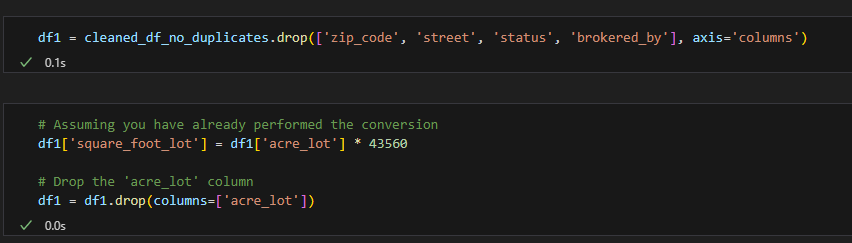 df1 = cleaned_df_no_duplicates.drop(['zip_code', 'street', 'status', 'brokered_by'], axis='columns')
0.1s
# Assuming you have already performed the conversion
df1['square_foot_lot'] = df1['acre_lot'] * 43560
# Drop the 'acre_lot' column
df1 = df1.drop(columns=['acre_lot'])
0.0s